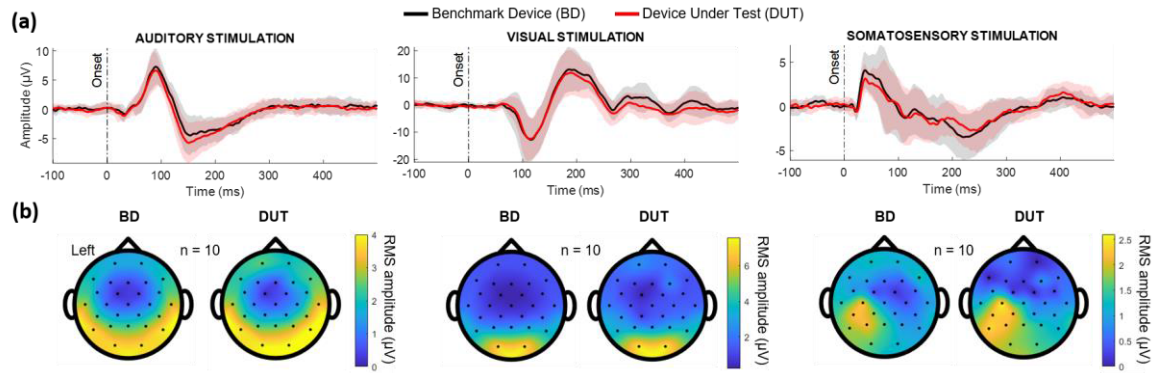 Benchmark Device (BD) Device Under Test (DUT)
(a)
AUDITORY STIMULATION VISUAL STIMULATION SOMATOSENSORY STIMULATION
Amplitude (µV)
10
5
0
-5
Onset
-100 0 100 200 300 400
Time (ms)
20
10
0
-10
-20
Onset
-100 0 100 200 300 400
Time (ms)
5
0
-5
Onset
-100 0 100 200 300 400
Time (ms)
(b)
BD DUT
Left n = 10
4
3
2
1
0
RMS amplitude (µV)
BD DUT
n = 10
6
4
2
RMS amplitude (µV)
BD DUT
n = 10
2.5
2
1.5
1
0.5
0
RMS amplitude (µV)